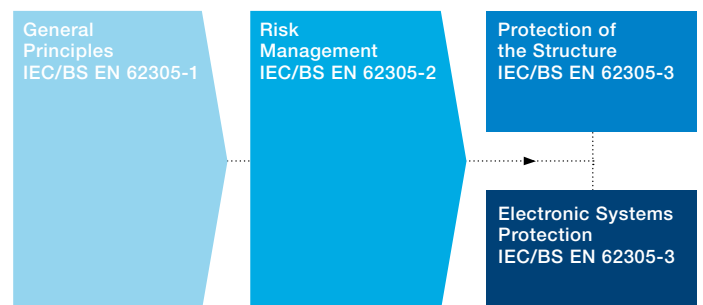 General
Principles
IEC/BS EN 62305-1
Risk
Management
IEC/BS EN 62305-2
Protection of
the Structure
IEC/BS EN 62305-3
Electronic Systems
Protection
IEC/BS EN 62305-3